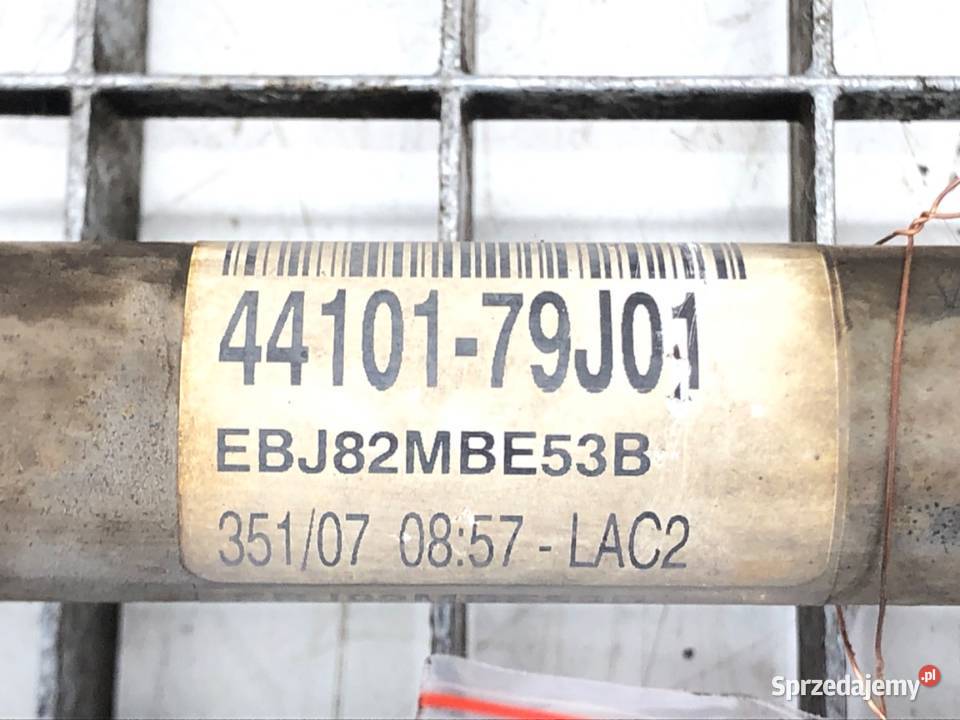 44101-79J01
EBJ82MBE53B
351/07 08:57 - LAC2
Sprzedajemy.pl